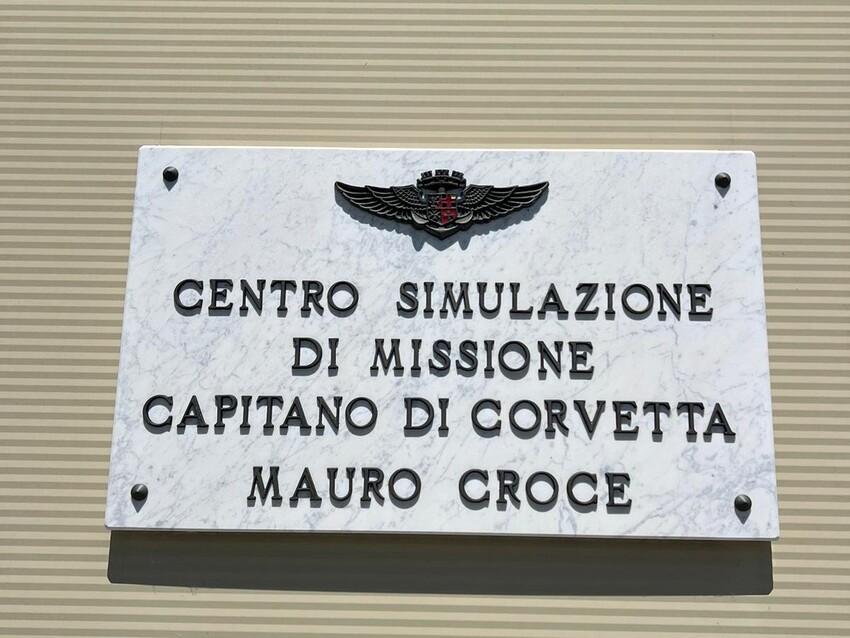 CENTRO SIMULAZIONE
DI MISSIONE
CAPITANO DI CORVETTA
MAURO CROCE